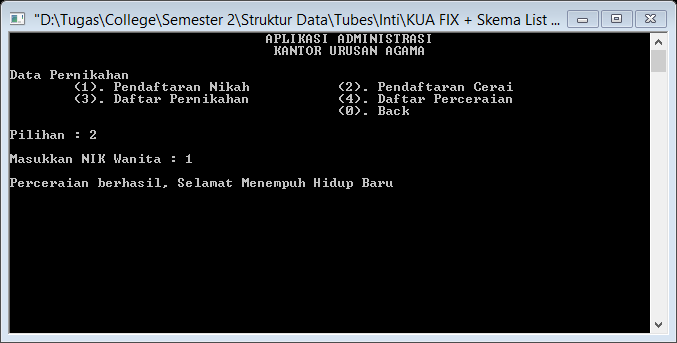 "D:\Tugas\College\Semester 2\Struktur Data\Tubes\Inti\KUA FIX + Skema List ...
APLIKASI ADMINISTRASI
KANTOR URUSAN AGAMA
Data Pernikahan
(1). Pendaftaran Nikah (2). Pendaftaran Cerai
(3). Daftar Pernikahan (4). Daftar Perceraian
(0). Back
Pilihan : 2
Masukkan NIK Wanita : 1
Perceraian berhasil, Selamat Menempuh Hidup Baru